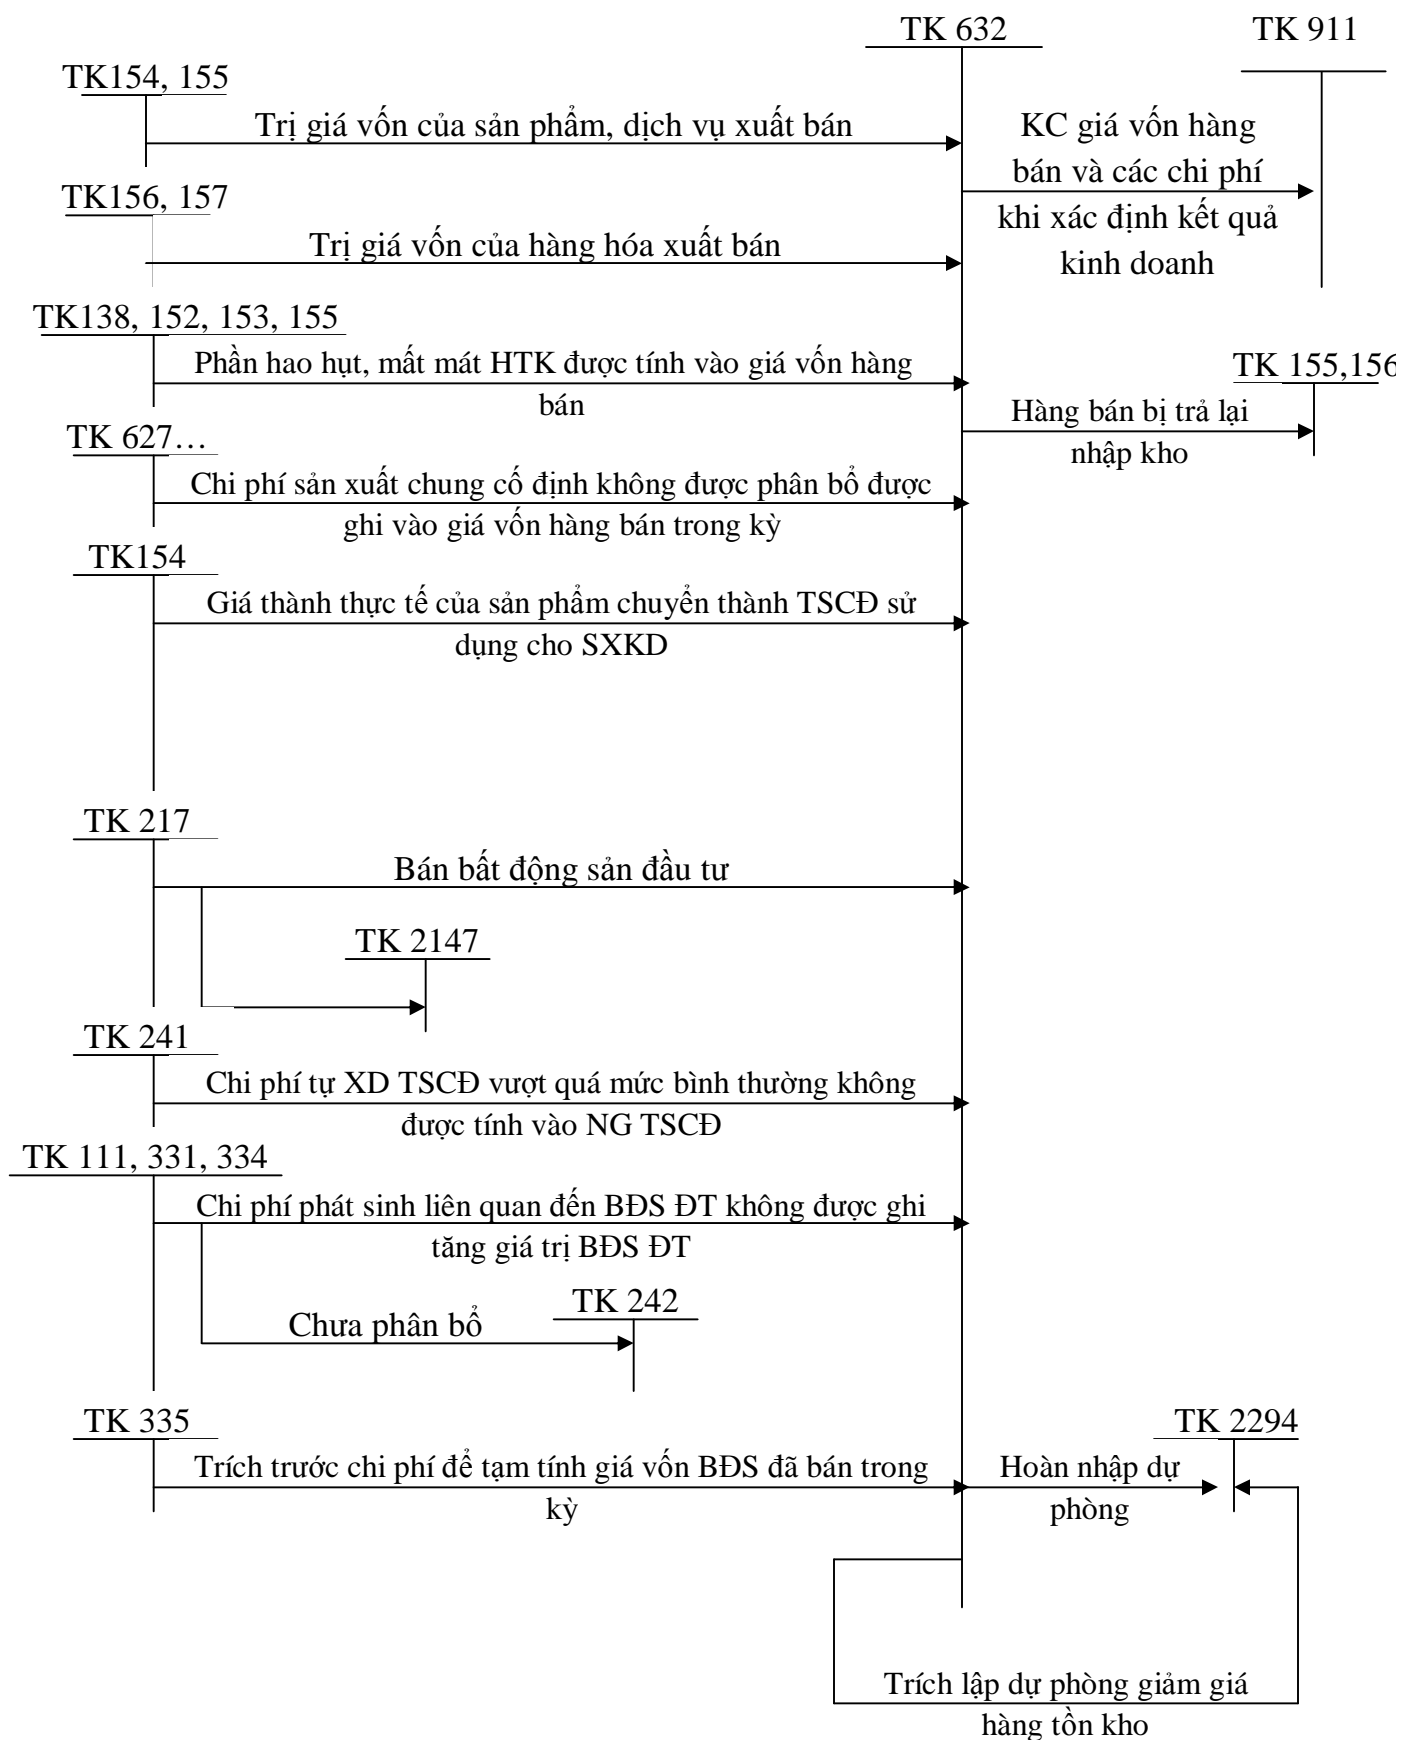 TK 632
TK 911
TK154, 155
Trị giá vốn của sản phẩm, dịch vụ xuất bán
KC giá vốn hàng
bán và các chi phí
khi xác định kết quả
kinh doanh
TK156, 157
Trị giá vốn của hàng hóa xuất bán
TK138, 152, 153, 155
Phần hao hụt, mất mát HTK được tính vào giá vốn hàng
bán
TK 155,156
Hàng bán bị trả lại
nhập kho
TK 627…
Chi phí sản xuất chung cố định không được phân bổ được
ghi vào giá vốn hàng bán trong kỳ
TK154
Giá thành thực tế của sản phẩm chuyển thành TSCĐ sử
dụng cho SXKD
TK 217
Bán bất động sản đầu tư
TK 2147
TK 241
Chi phí tự XD TSCĐ vượt quá mức bình thường không
được tính vào NG TSCĐ
TK 111, 331, 334
Chi phí phát sinh liên quan đến BĐS ĐT không được ghi
tăng giá trị BĐS ĐT
TK 242
Chưa phân bổ
TK 335
Trích trước chi phí để tạm tính giá vốn BĐS đã bán trong
kỳ
TK 2294
Hoàn nhập dự
phòng
Trích lập dự phòng giảm giá
hàng tồn kho